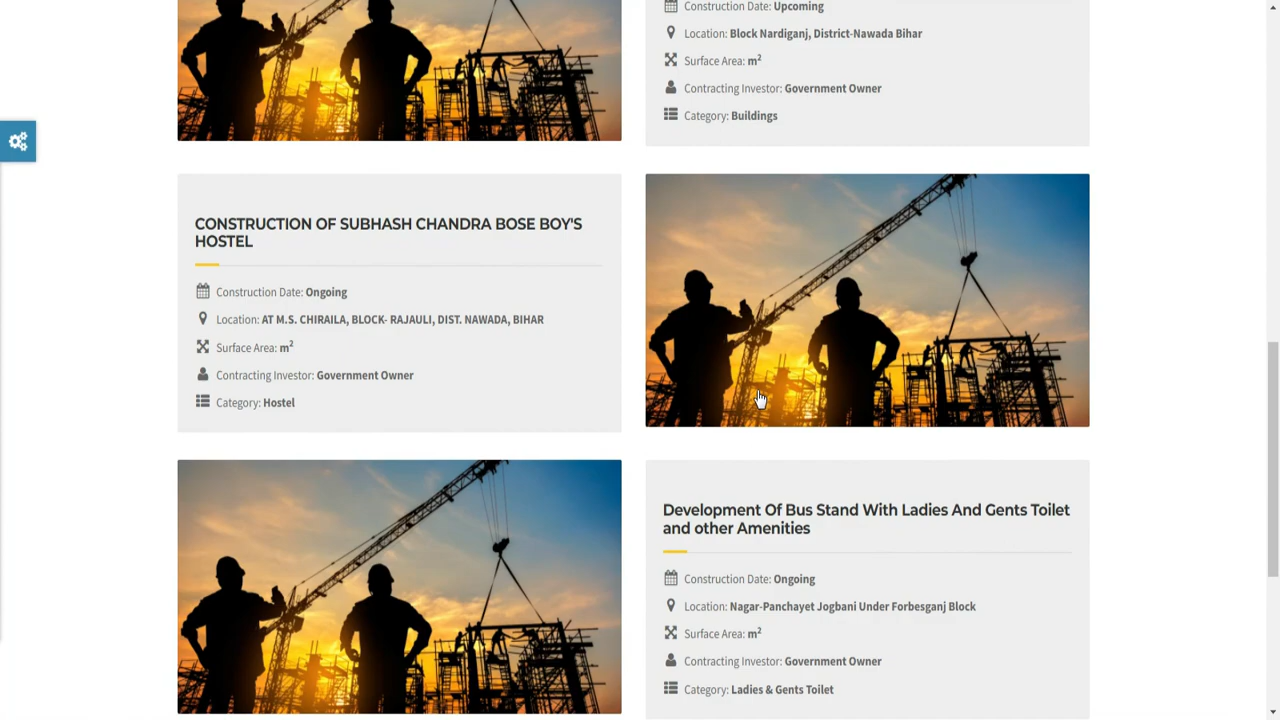 Construction Date: Upcoming
Location: Block Nardiganj, District-Nawada Bihar
Surface Area: m²
Contracting Investor: Government Owner
Category: Buildings
CONSTRUCTION OF SUBHASH CHANDRA BOSE BOY'S
HOSTEL
Construction Date: Ongoing
Location: AT M.S. CHIRAILA, BLOCK- RAJAULI, DIST. NAWADA, BIHAR
Surface Area: m²
Contracting Investor: Government Owner
Category: Hostel
Development Of Bus Stand With Ladies And Gents Toilet
and other Amenities
Construction Date: Ongoing
Location: Nagar-Panchayet Jogbani Under Forbesganj Block
Surface Area: m²
Contracting Investor: Government Owner
Category: Ladies & Gents Toilet